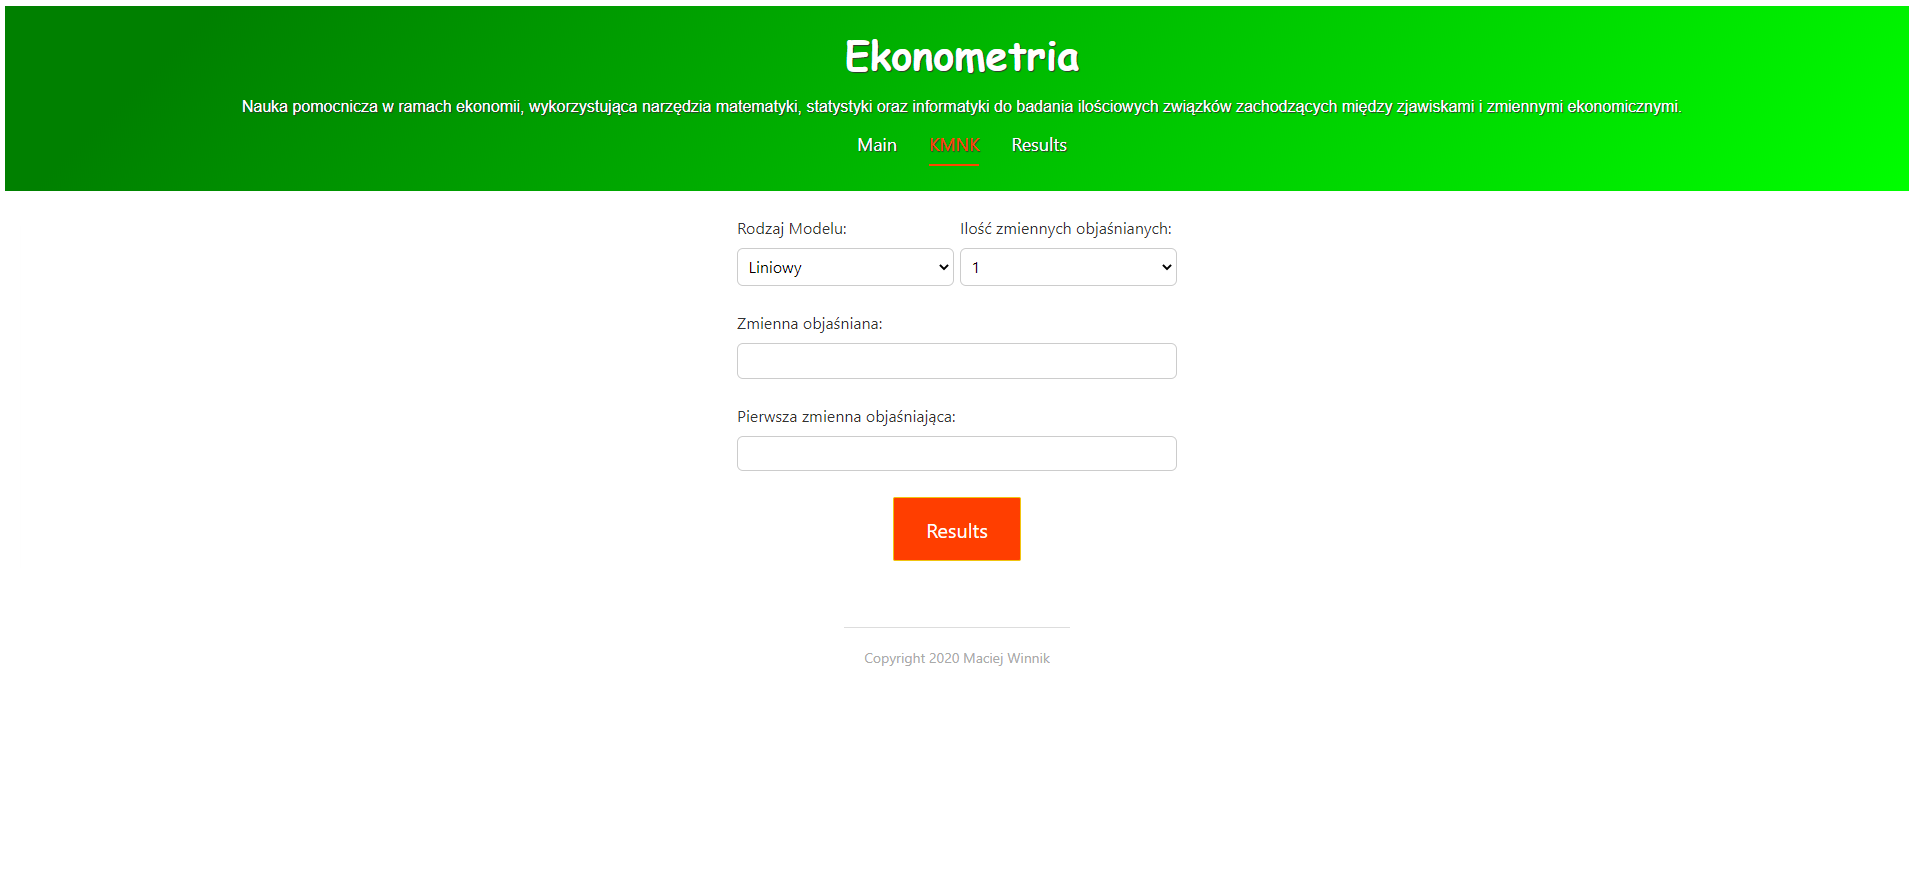 Ekonometria
Nauka pomocnicza w ramach ekonomii, wykorzystująca narzędzia matematyki, statystyki oraz informatyki do badania ilościowych związków zachodzących między zjawiskami i zmiennymi ekonomicznymi.
Main KMNK Results
Rodzaj Modelu: Ilość zmiennych objaśnianych:
Liniowy 1
Zmienna objaśniana:
Pierwsza zmienna objaśniająca:
Results
Copyright 2020 Maciej Winnik